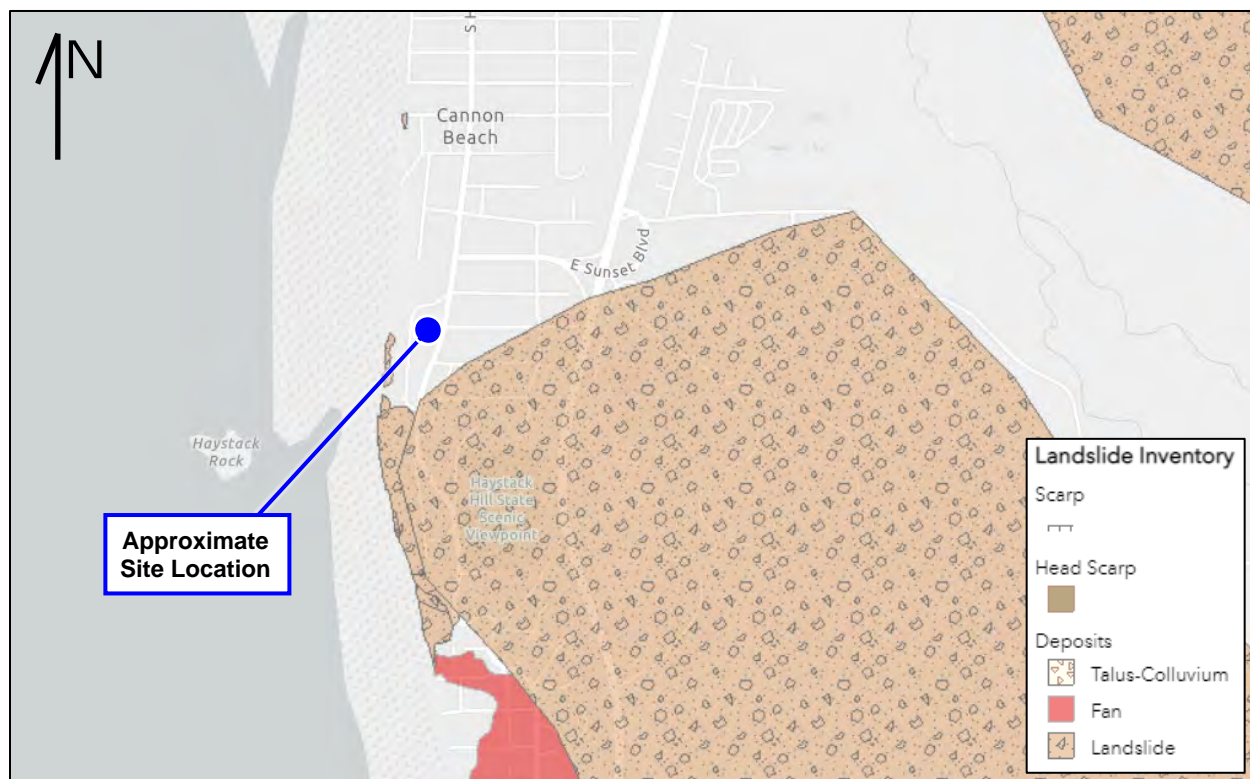 N
S H
Cannon
Beach
E Sunset Blvd
Haystack
Rock
Haystack
Hill State
Scenic
Viewpoint
Approximate
Site Location
Landslide Inventory
Scarp
Head Scarp
Deposits
Talus-Colluvium
Fan
Landslide